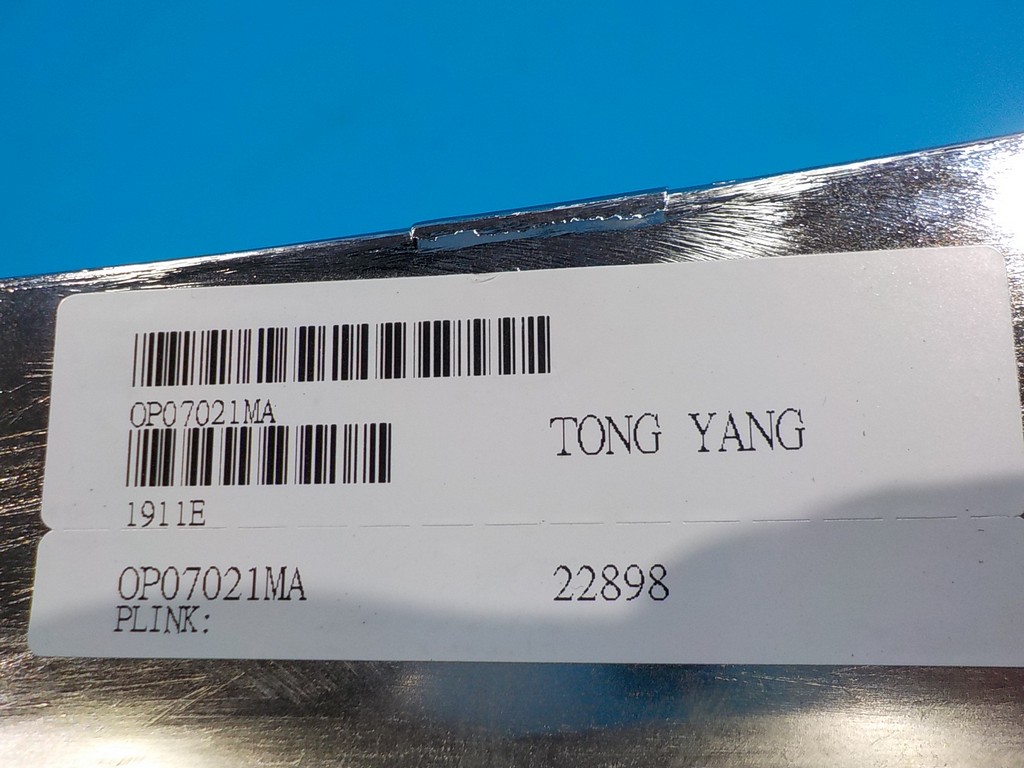 OP07021MA
TONG YANG
1911E
OP07021MA
22898
PLINK: